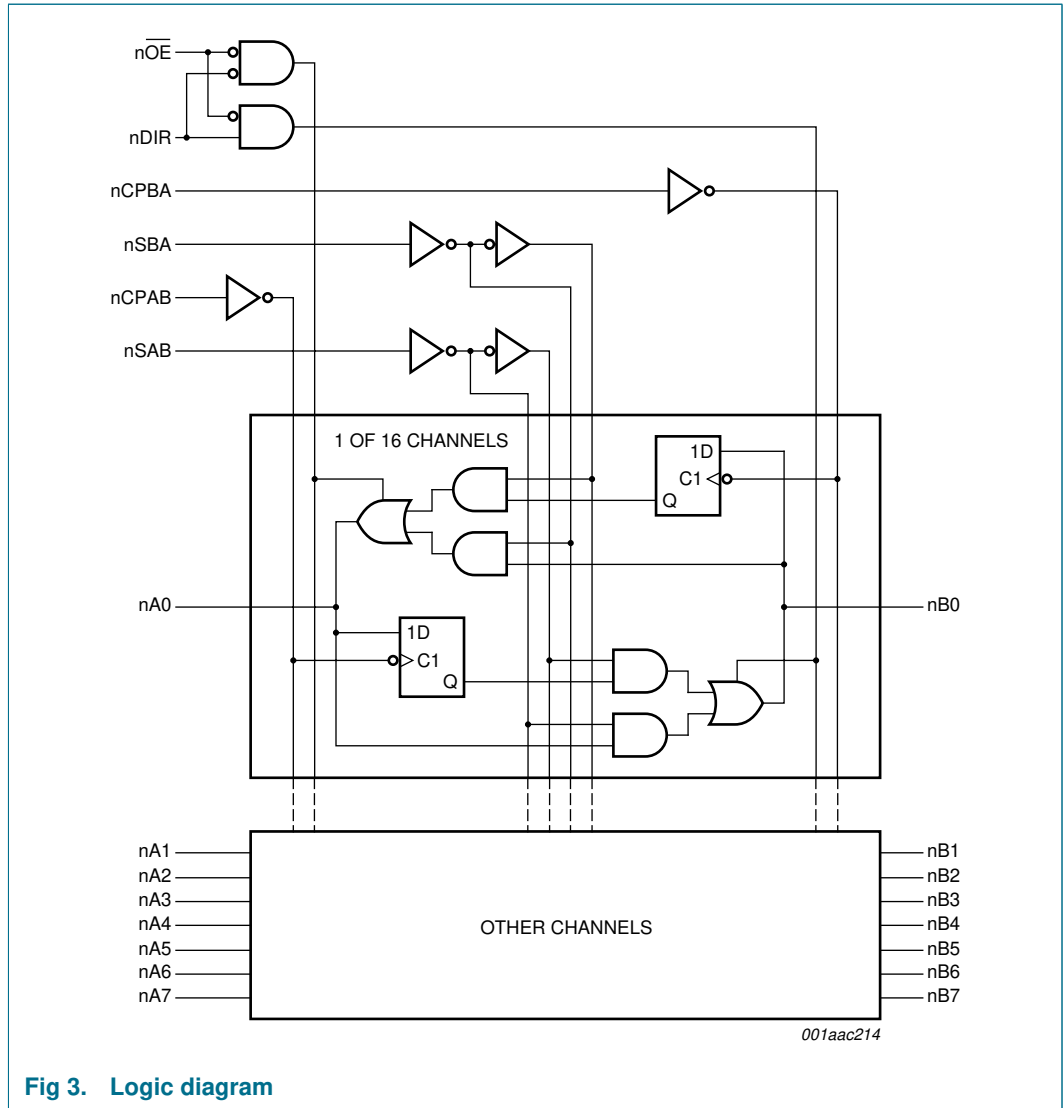 nOE
nDIR
nCPBA
nSBA
nCPAB
nSAB
1 OF 16 CHANNELS
1D
C1
Q
nA0
nB0
1D
C1
Q
nA1
nA2
nA3
nA4
nA5
nA6
nA7
OTHER CHANNELS
nB1
nB2
nB3
nB4
nB5
nB6
nB7
001aac214
Fig 3. Logic diagram